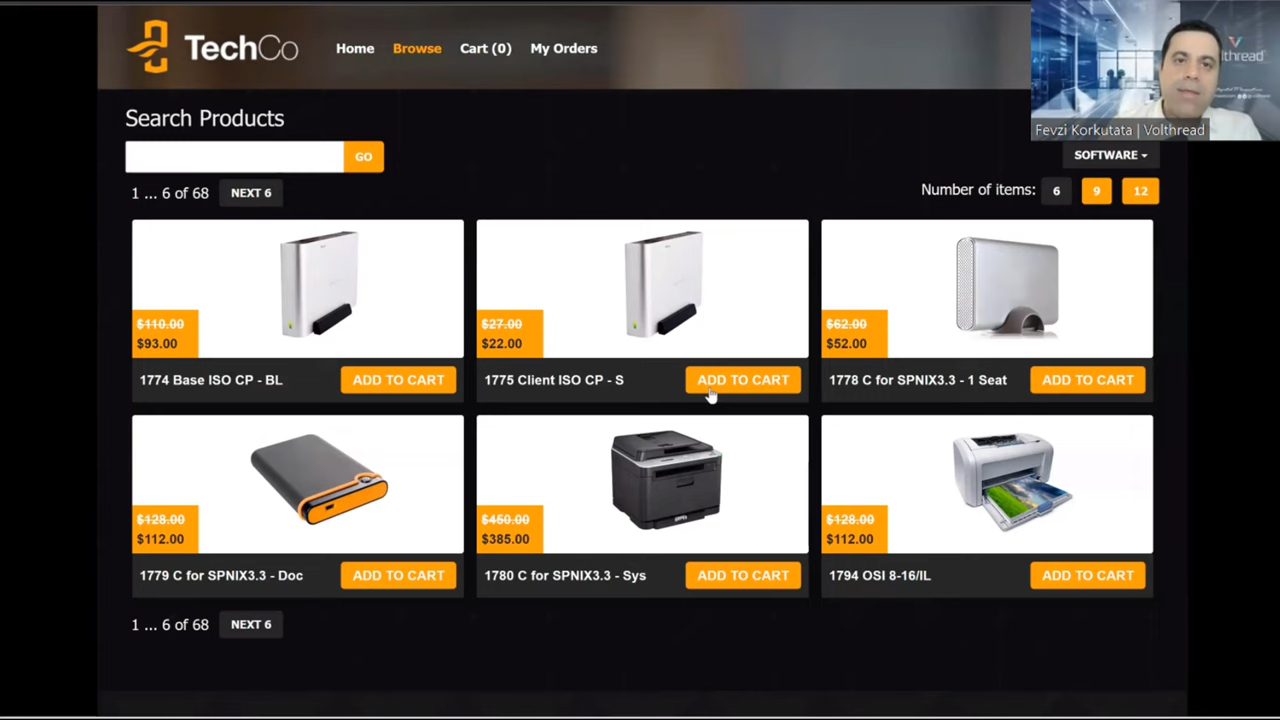 TechCo
Home
Browse
Cart (0)
My Orders
Fevzi Korkutata | Volthread
Search Products
GO
SOFTWARE
1 ... 6 of 68
NEXT 6
Number of items:
6
9
12
$110.00
$93.00
1774 Base ISO CP - BL
ADD TO CART
$27.00
$22.00
1775 Client ISO CP - S
ADD TO CART
$62.00
$52.00
1778 C for SPNIX3.3 - 1 Seat
ADD TO CART
$128.00
$112.00
1779 C for SPNIX3.3 - Doc
ADD TO CART
$450.00
$385.00
1780 C for SPNIX3.3 - Sys
ADD TO CART
$128.00
$112.00
1794 OSI 8-16/IL
ADD TO CART
1 ... 6 of 68
NEXT 6